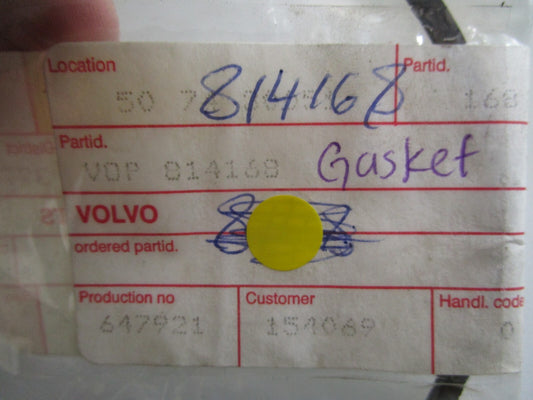 Location Partid.
814168
50 168
Partid.
VOP 814168 Gasket
VOLVO
ordered partid.
Production no Customer Handl. code
647921 154089 0